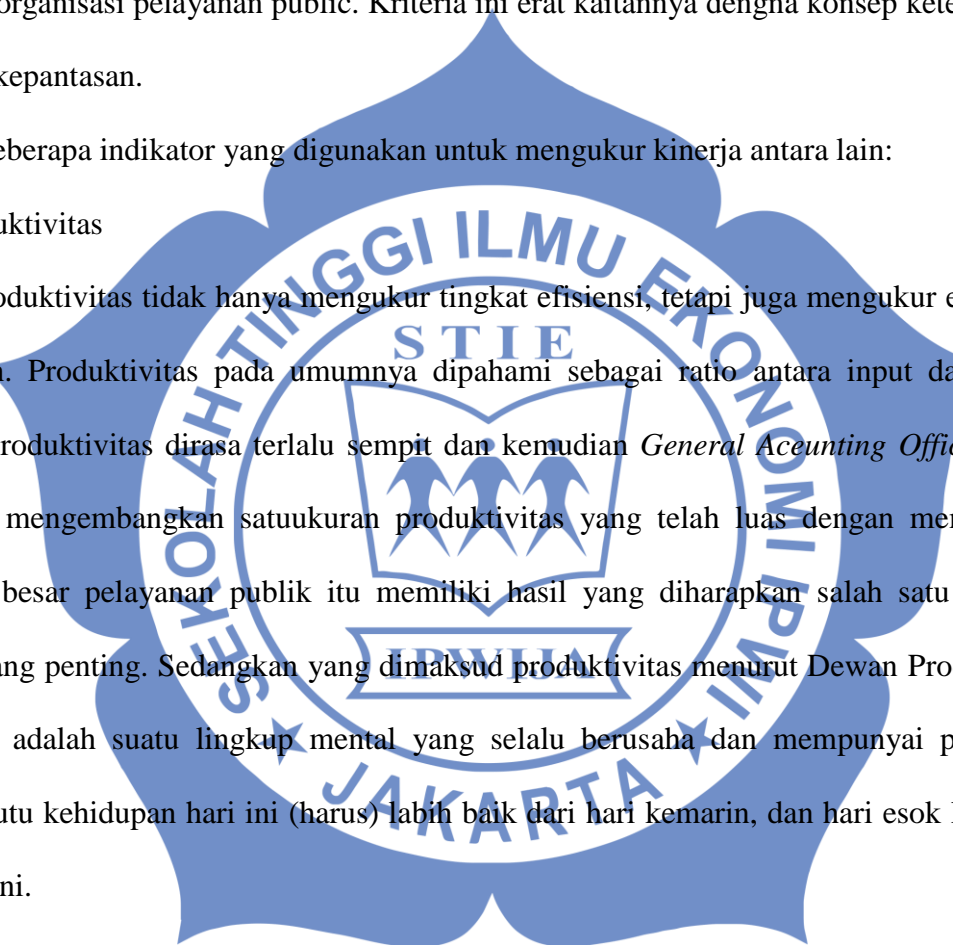 organisasi pelayanan public. Kriteria ini erat kaitannya dengna konsep kete
kepantasan.
eberapa indikator yang digunakan untuk mengukur kinerja antara lain:
uktivitas
oduktivitas tidak hanya mengukur tingkat efisiensi, tetapi juga mengukur e
n. Produktivitas pada umumnya dipahami sebagai ratio antara input da
roduktivitas dirasa terlalu sempit dan kemudian General Aceunting Offic
mengembangkan satuukuran produktivitas yang telah luas dengan mer
besar pelayanan publik itu memiliki hasil yang diharapkan salah satu
ang penting. Sedangkan yang dimaksud produktivitas menurut Dewan Pro
adalah suatu lingkup mental yang selalu berusaha dan mempunyai p
utu kehidupan hari ini (harus) labih baik dari hari kemarin, dan hari esok l
ni.
SEKOLAH TINGGI ILMU EKONOMI IPWI
JAKARTA
STIE
IPWIJA